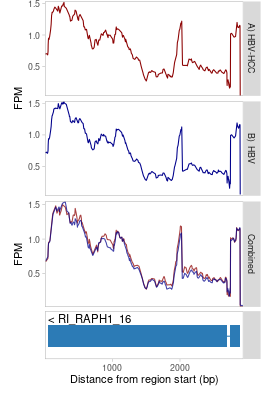 1.5
1.0
0.5
A) HBV-HCC
1.5
1.0
0.5
B) HBV
FPM
FPM
1.5
1.0
0.5
Combined
< RI_RAPH1_16
1000
2000
Distance from region start (bp)